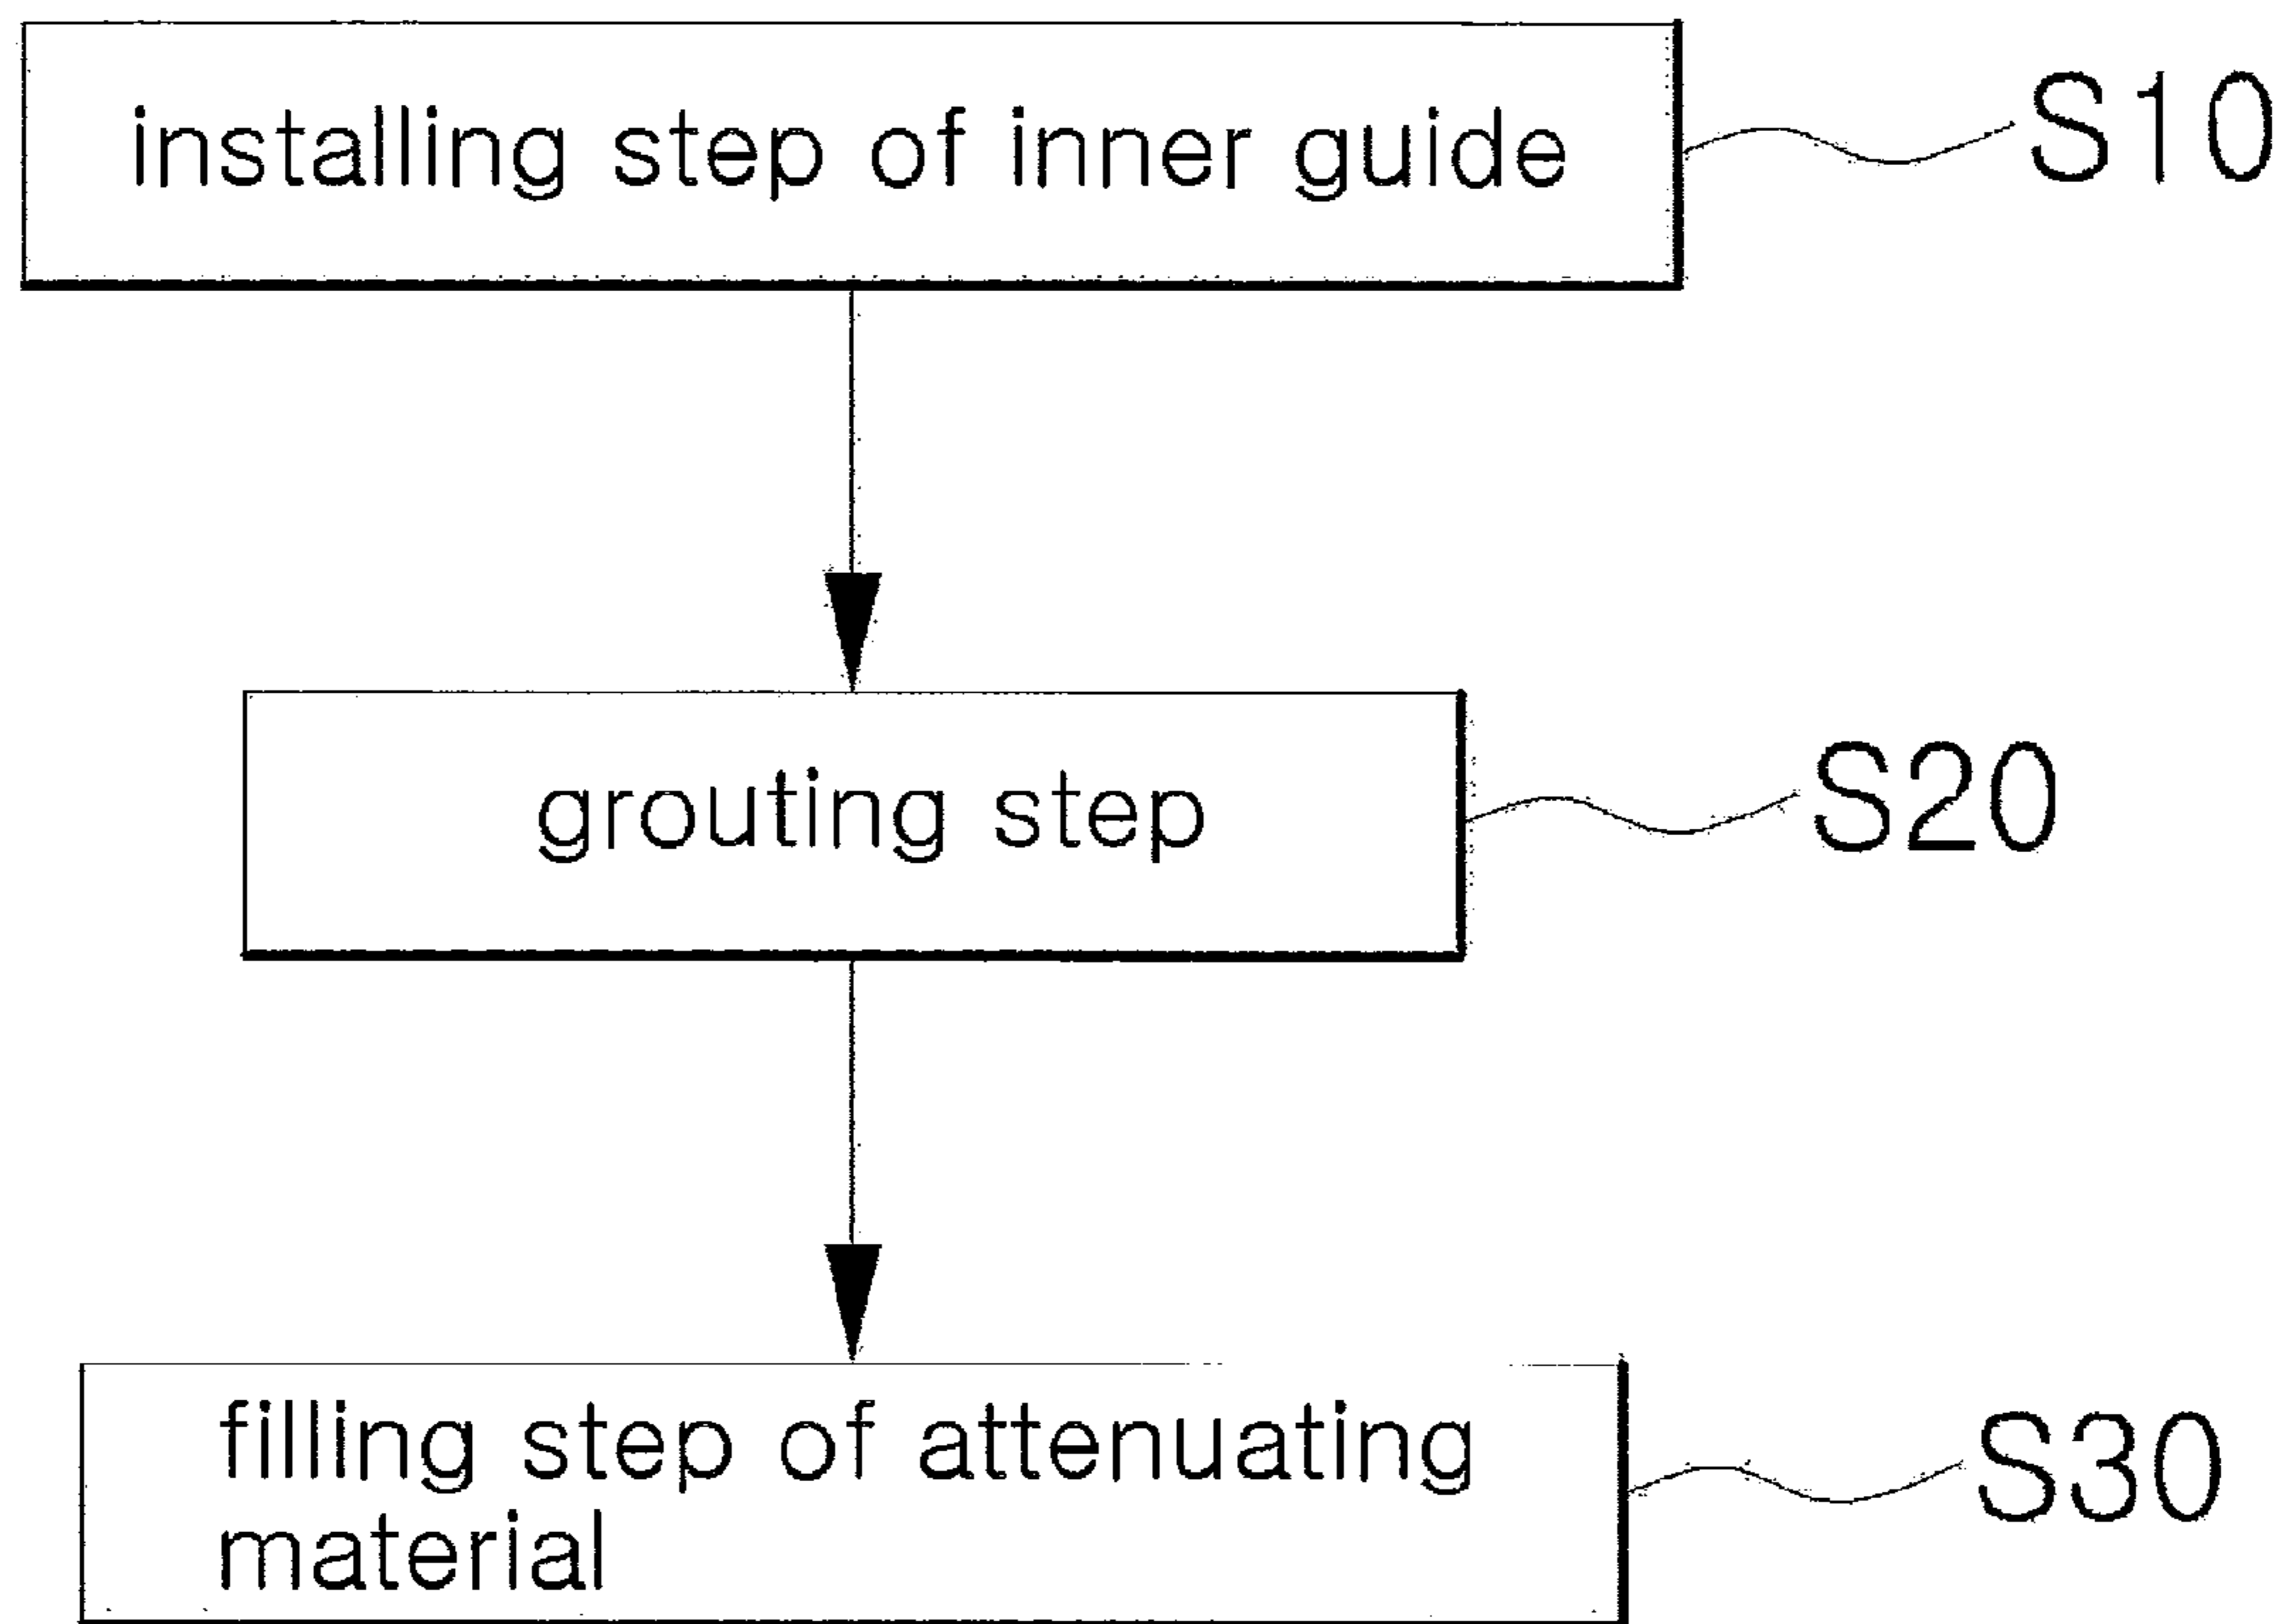 installing step of inner guide
S10
grouting step
S20
filling step of attenuating
material
S30